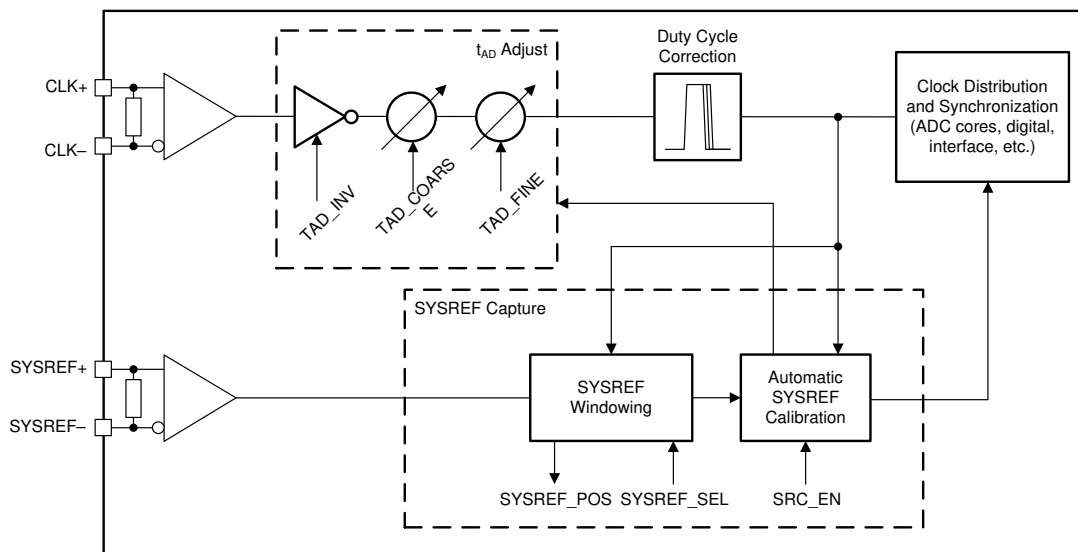 t_AD Adjust
Duty Cycle
Correction
CLK+
CLK–
TAD_INV
TAD_COARS
E
TAD_FINE
Clock Distribution
and Synchronization
(ADC cores, digital,
interface, etc.)
SYSREF Capture
SYSREF+
SYSREF–
SYSREF
Windowing
Automatic
SYSREF
Calibration
SYSREF_POS
SYSREF_SEL
SRC_EN